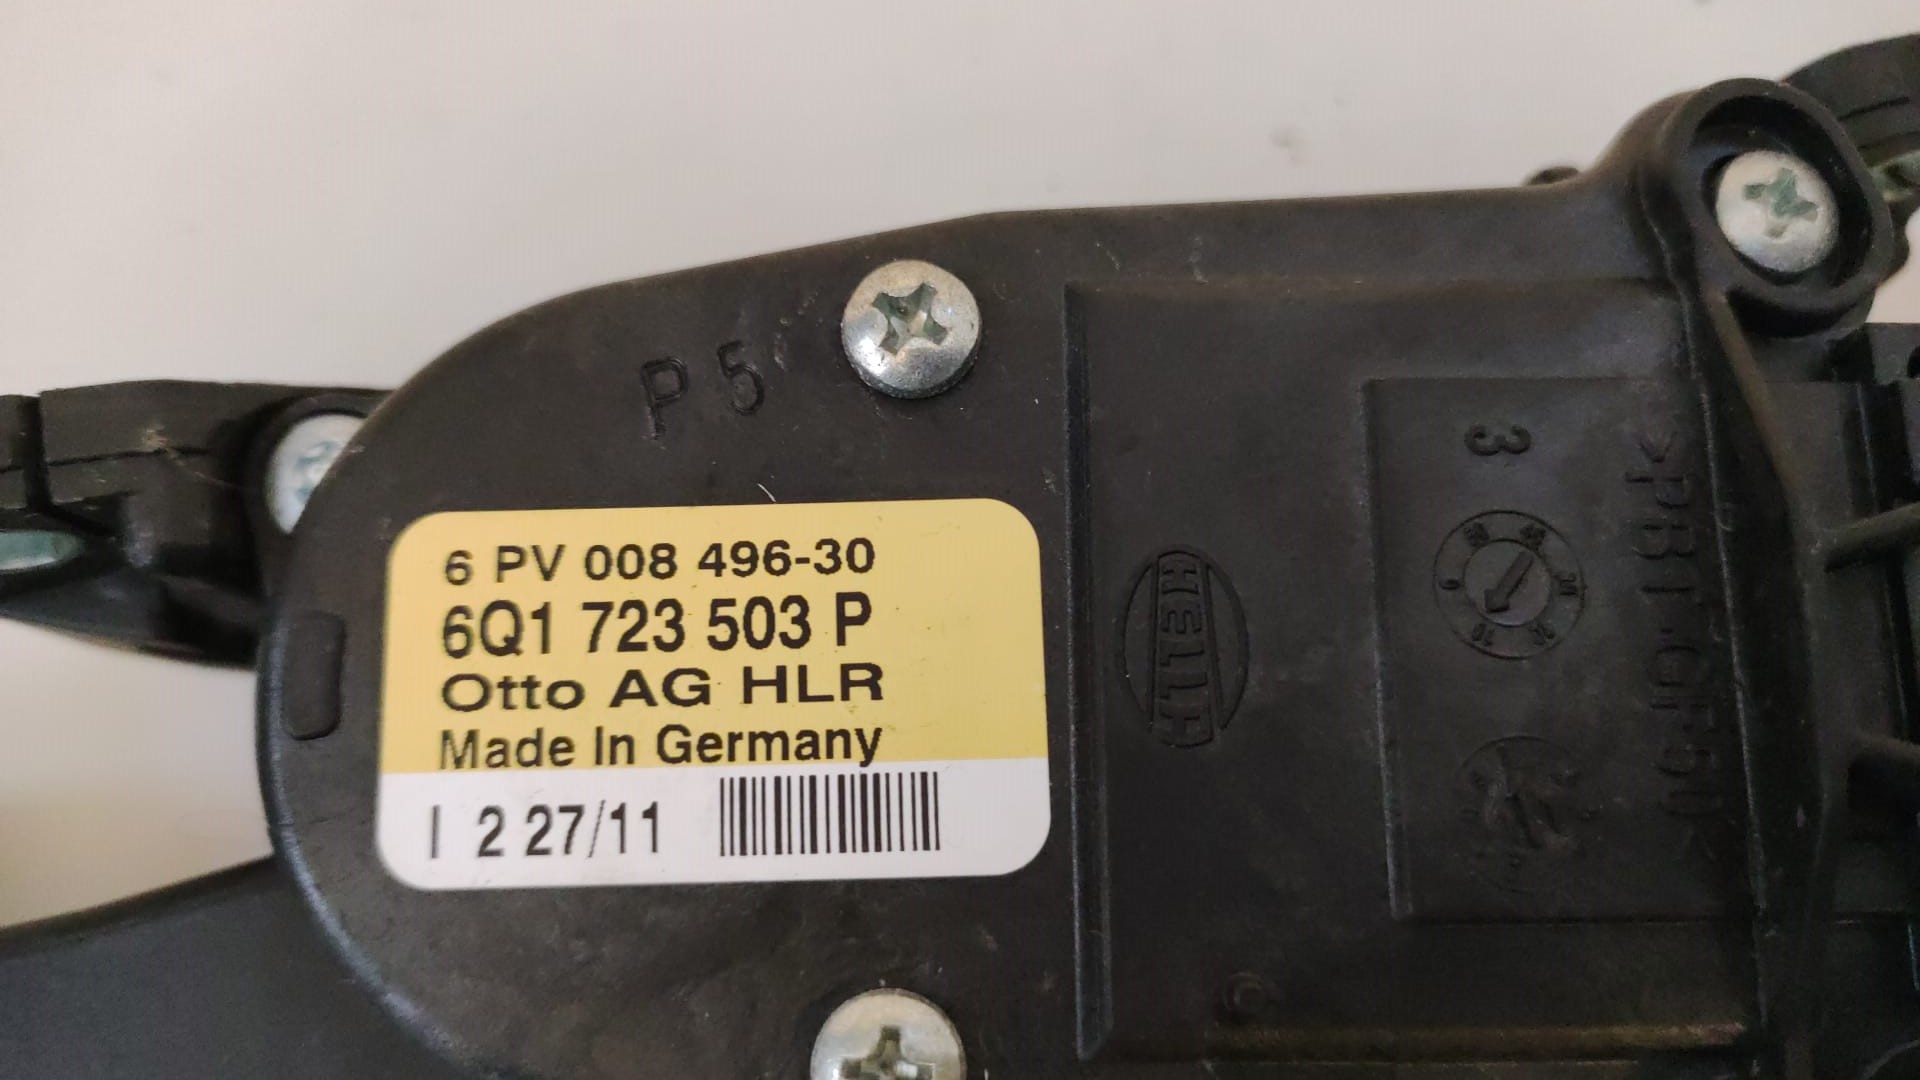 P 5
6 PV 008 496-30
6Q1 723 503 P
Otto AG HLR
Made In Germany
I 2 27/11
HELLA
3